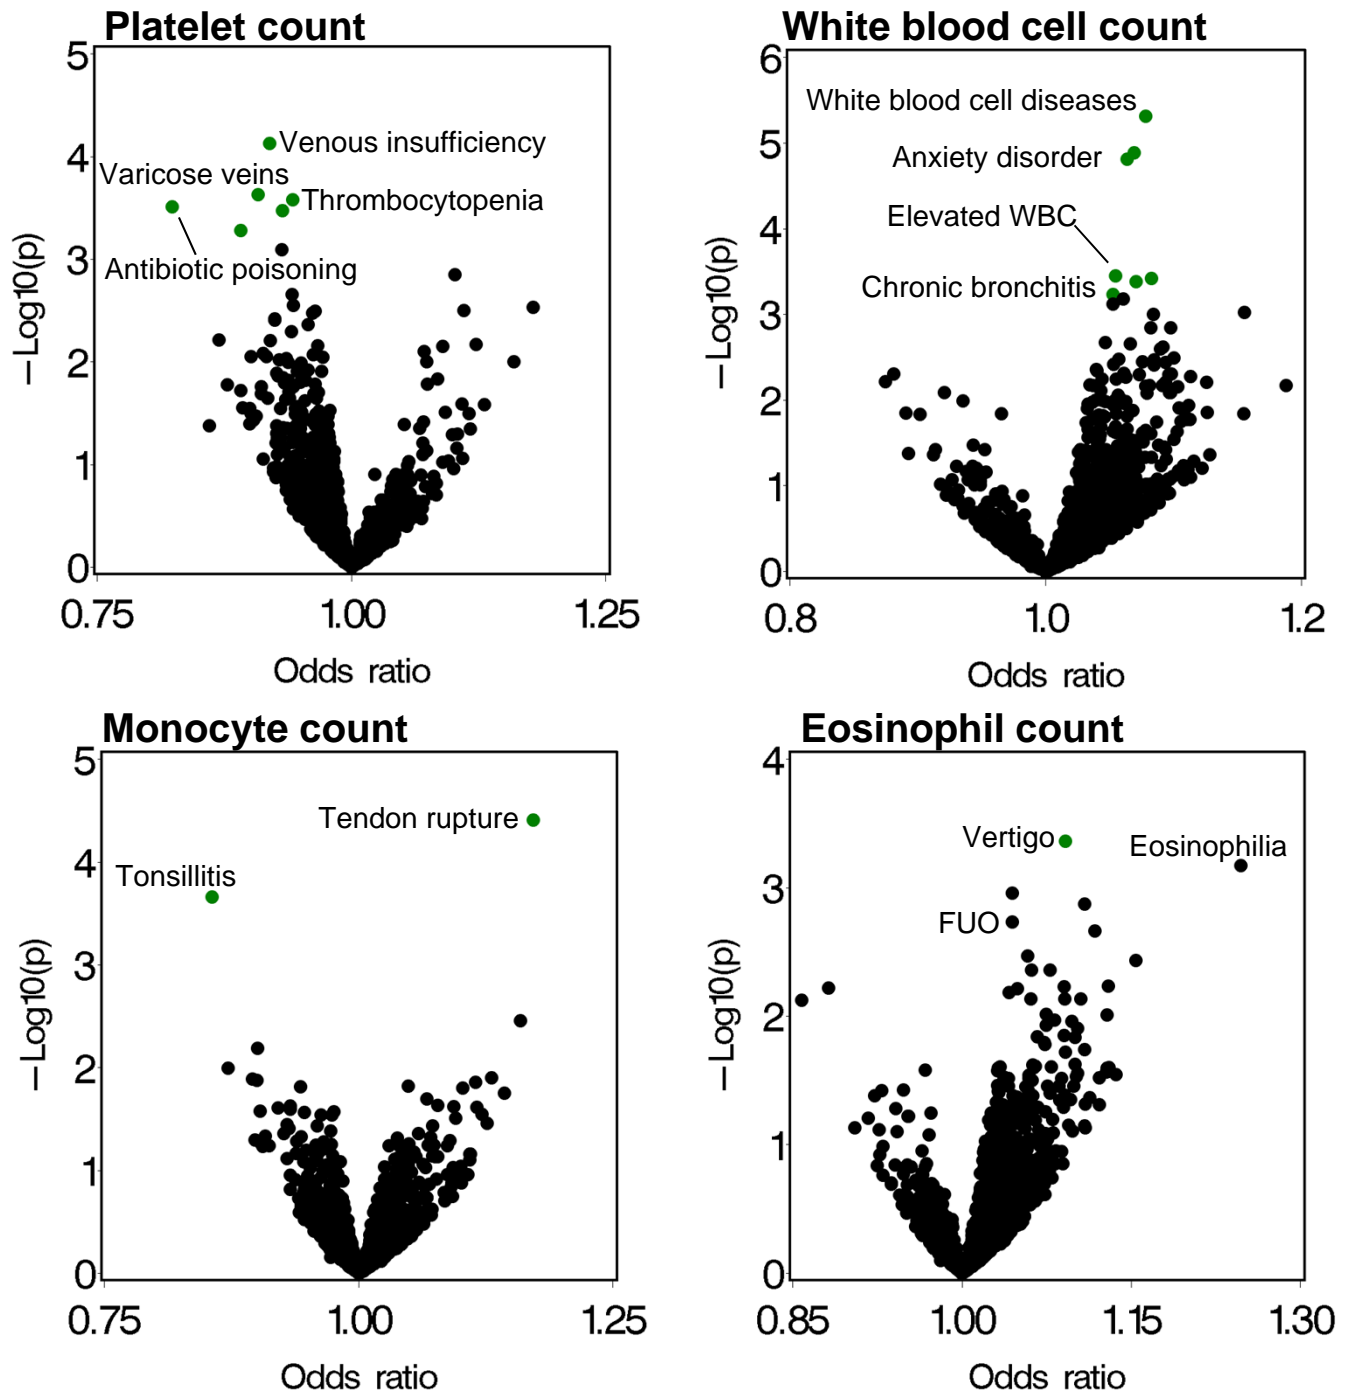 Platelet count
5
4
3
2
1
0
−Log10(p)
Venous insufficiency
Varicose veins
Thrombocytopenia
Antibiotic poisoning
0.75 1.00 1.25
Odds ratio
White blood cell count
6
5
4
3
2
1
0
−Log10(p)
White blood cell diseases
Anxiety disorder
Elevated WBC
Chronic bronchitis
0.8 1.0 1.2
Odds ratio
Monocyte count
5
4
3
2
1
0
−Log10(p)
Tendon rupture
Tonsillitis
0.75 1.00 1.25
Odds ratio
Eosinophil count
4
3
2
1
0
−Log10(p)
Vertigo
Eosinophilia
FUO
0.85 1.00 1.15 1.30
Odds ratio